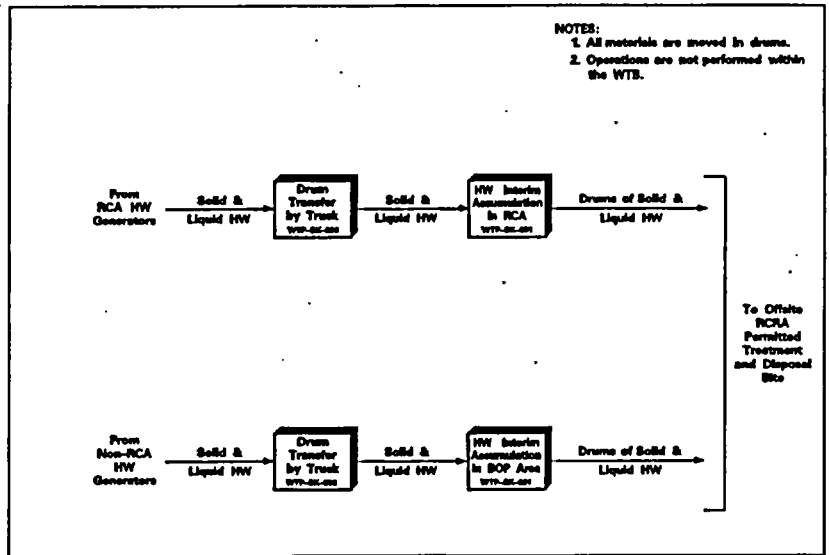 NOTES:
1. All materials are moved in drums.
2. Operations are not performed within
the WTB.
From
RCA HW
Generators
Solid &
Liquid HW
Drum
Transfer
by Truck
Solid &
Liquid HW
HW Interim
Accumulation
in RCA
Drums of Solid &
Liquid HW
To Offsite
RCRA
Permitted
Treatment
and Disposal
Site
From
Non-RCA
HW
Generators
Solid &
Liquid HW
Drum
Transfer
by Truck
Solid &
Liquid HW
HW Interim
Accumulation
in BOP Area
Drums of Solid &
Liquid HW